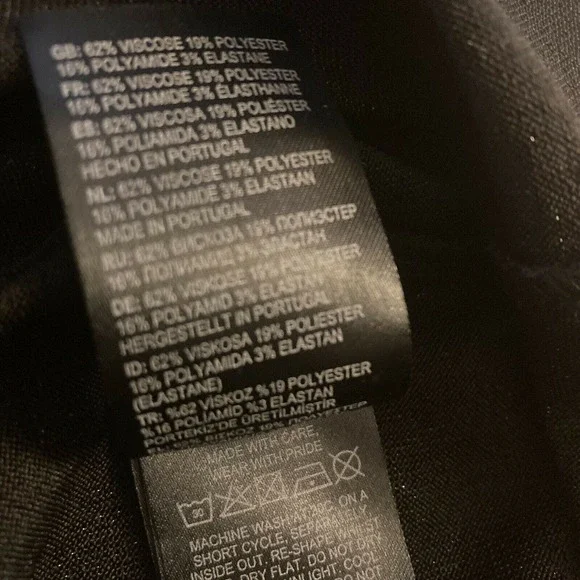 GB: 62% VISCOSE 19% POLYESTER
16% POLYAMIDE 3% ELASTANE
FR: 62% VISCOSE 19% POLYESTER
16% POLYAMIDE 3% ELASTHANNE
ES: 62% VISCOSA 19% POLIÉSTER
16% POLIAMIDA 3% ELASTANO
HECHO EN PORTUGAL
NL: 62% VISCOSE 19% POLYESTER
16% POLYAMIDE 3% ELASTAAN
MADE IN PORTUGAL
RU: 62% ВИСКОЗА 19% ПОЛИЭСТЕР
16% ПОЛИАМИД 3% ЭЛАСТАН
DE: 62% VISKOSE 19% POLYESTER
16% POLYAMID 3% ELASTAN
HERGESTELLT IN PORTUGAL
ID: 62% VISKOSA 19% POLIESTER
16% POLYAMIDA 3% ELASTAN
(ELASTANE)
TR: %62 VISKOZ %19 POLYESTER
%16 POLIAMID %3 ELASTAN
PORTEKİZ'DE ÜRETİLMİŞTİR
19% POLYESTER
MADE WITH CARE.
WEAR WITH PRIDE
30
MACHINE WASH AT 30C ON A
SHORT CYCLE, SEPARATELY,
INSIDE OUT. RE-SHAPE WHILST
DRY FLAT. DO NOT DRY
COOL